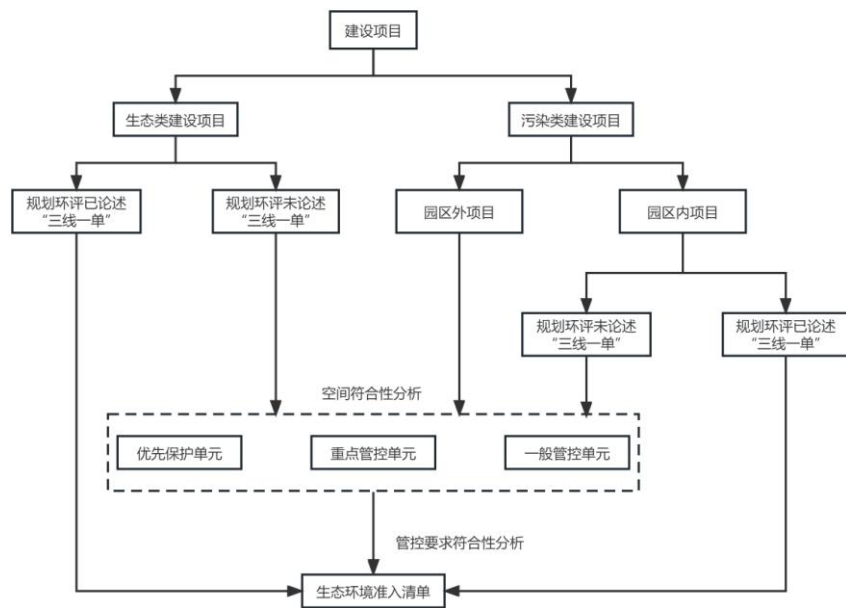 建设项目
生态类建设项目
污染类建设项目
规划环评已论述
“三线一单”
规划环评未论述
“三线一单”
园区外项目
园区内项目
规划环评未论述
“三线一单”
规划环评已论述
“三线一单”
空间符合性分析
优先保护单元
重点管控单元
一般管控单元
管控要求符合性分析
生态环境准入清单